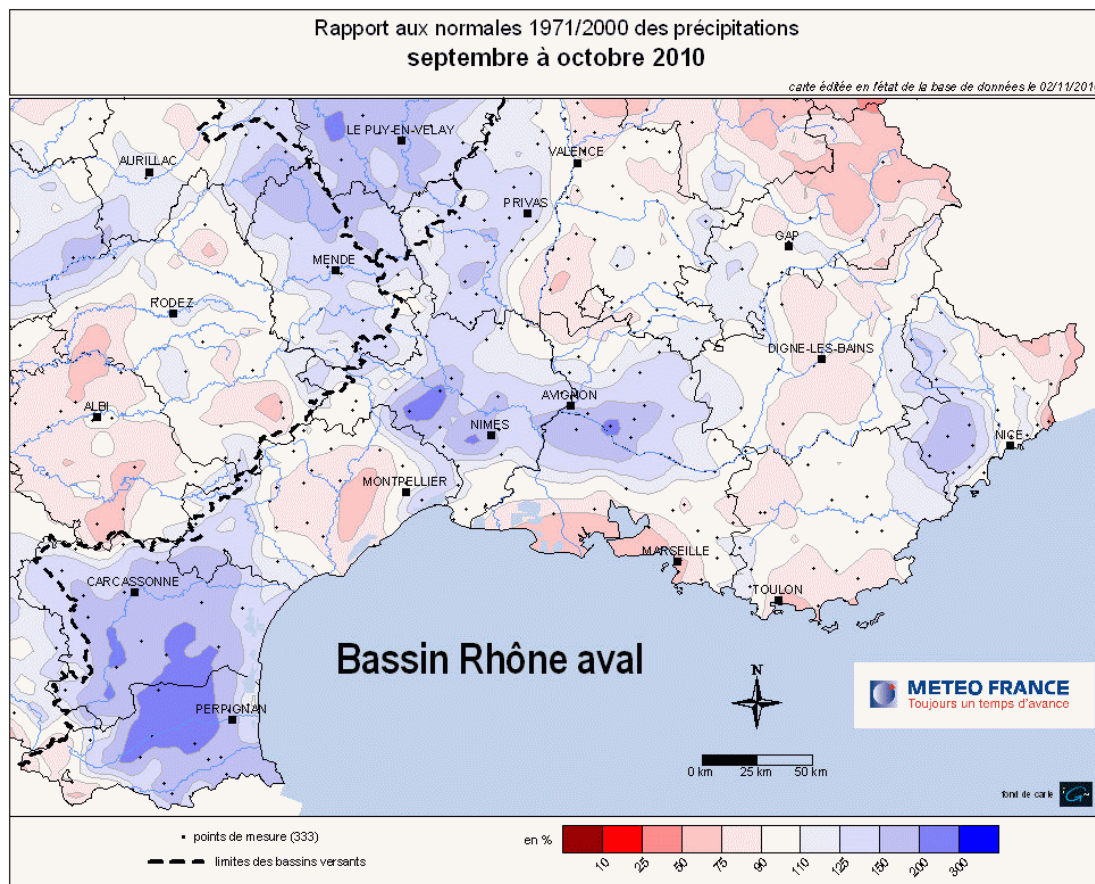 Rapport aux normales 1971/2000 des précipitations
septembre à octobre 2010
carte éditée en l'état de la base de données le 02/11/2010
LE PUY-EN-VELAY
AURILLAC
VALENCE
PRIVAS
GAP
MENDE
RODEZ
DIGNE-LES-BAINS
ALBI
AVIGNON
NIMES
NICE
MONTPELLIER
MARSEILLE
CARCASSONNE
TOULON
Bassin Rhône aval
N
METEO FRANCE
Toujours un temps d'avance
PERPIGNAN
0 km 25 km 50 km
fond de carte
points de mesure (333)
limites des bassins versants
en %
10 25 50 75 90 110 125 150 200 300